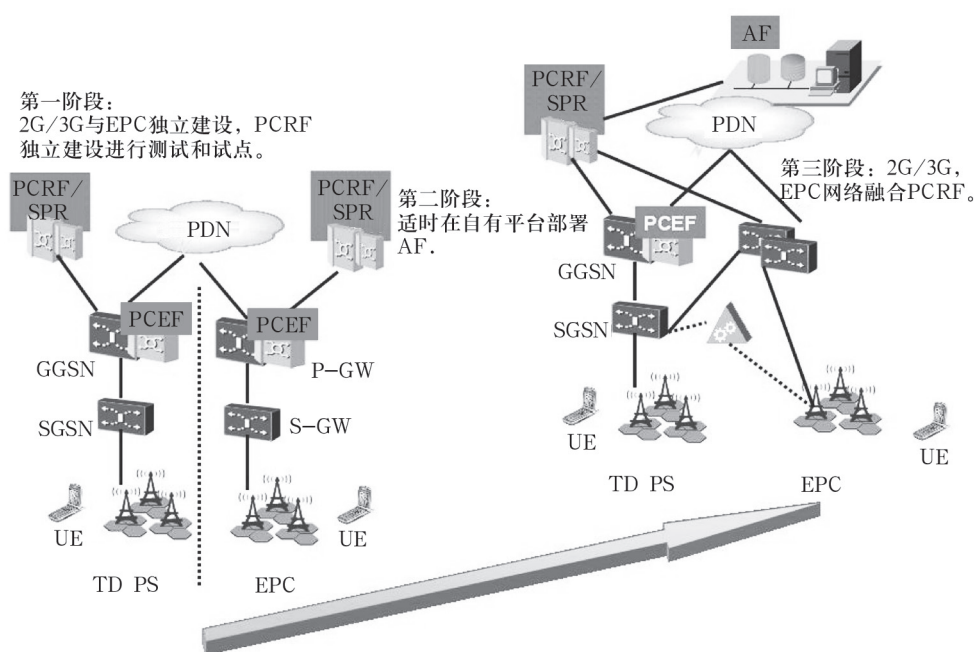 第一阶段：
2G/3G与EPC独立建设，PCRF
独立建设进行测试和试点。
PCRF/
SPR
PDN
PCRF/
SPR
第二阶段：
适时在自有平台部署
AF.
PCEF
GGSN
PCEF
P-GW
SGSN
S-GW
UE
UE
TD PS
EPC
AF
PCRF/
SPR
PDN
第三阶段：2G/3G，
EPC网络融合PCRF。
PCEF
GGSN
SGSN
UE
UE
TD PS
EPC